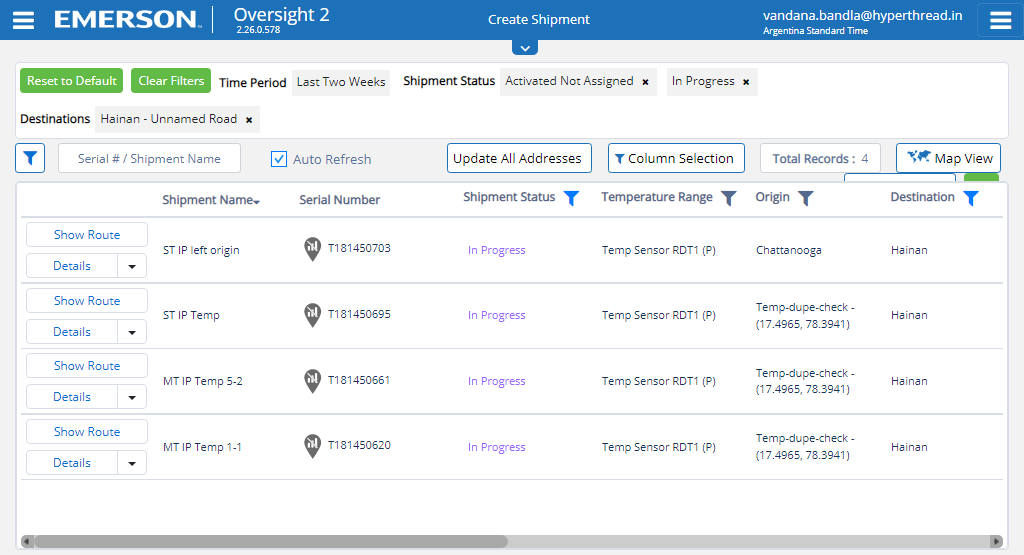 EMERSON. Oversight 2 Create Shipment vandana.bandla@hyperthread.in
2.26.0.578 Argentina Standard Time
Reset to Default Clear Filters Time Period Last Two Weeks Shipment Status Activated Not Assigned × In Progress ×
Destinations Hainan - Unnamed Road ×
Serial # / Shipment Name Auto Refresh Update All Addresses Column Selection Total Records : 4 Map View
Shipment Name Serial Number Shipment Status Temperature Range Origin Destination
Show Route
Details
ST IP left origin T181450703 In Progress Temp Sensor RDT1 (P) Chattanooga Hainan
Show Route
Details
ST IP Temp T181450695 In Progress Temp Sensor RDT1 (P) Temp-dupe-check -
(17.4965, 78.3941) Hainan
Show Route
Details
MT IP Temp 5-2 T181450661 In Progress Temp Sensor RDT1 (P) Temp-dupe-check -
(17.4965, 78.3941) Hainan
Show Route
Details
MT IP Temp 1-1 T181450620 In Progress Temp Sensor RDT1 (P) Temp-dupe-check -
(17.4965, 78.3941) Hainan